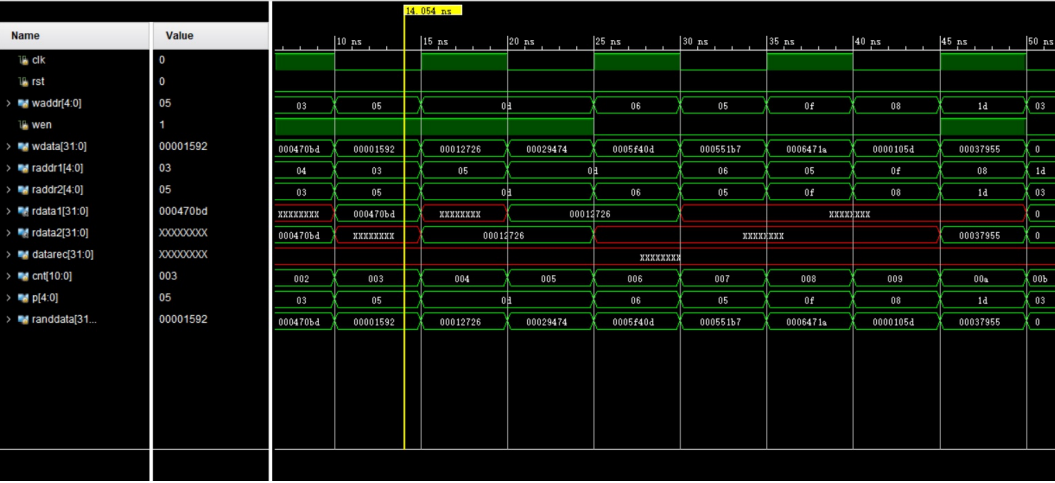 14.054 ns
Name Value
10 ns 15 ns 20 ns 25 ns 30 ns 35 ns 40 ns 45 ns 50 ns
clk 0
rst 0
waddr[4:0] 05 03 05 0d 06 05 0f 08 1d 03
wen 1
wdata[31:0] 00001592 000470bd 00001592 00012726 00029474 0005f40d 000551b7 0006471a 0000105d 00037955 0
raddr1[4:0] 03 04 03 05 0d 06 05 0f 08 1d
raddr2[4:0] 05 03 05 0d 06 05 0f 08 1d 03
rdata1[31:0] 000470bd XXXXXXXX 000470bd XXXXXXXX 00012726 XXXXXXXX 0
rdata2[31:0] XXXXXXXX 000470bd XXXXXXXX 00012726 XXXXXXXX 00037955 0
datarec[31:0] XXXXXXXX XXXXXXXX
cnt[10:0] 003 002 003 004 005 006 007 008 009 00a 00b
p[4:0] 05 03 05 0d 06 05 0f 08 1d 03
randdata[31... 00001592 000470bd 00001592 00012726 00029474 0005f40d 000551b7 0006471a 0000105d 00037955 0